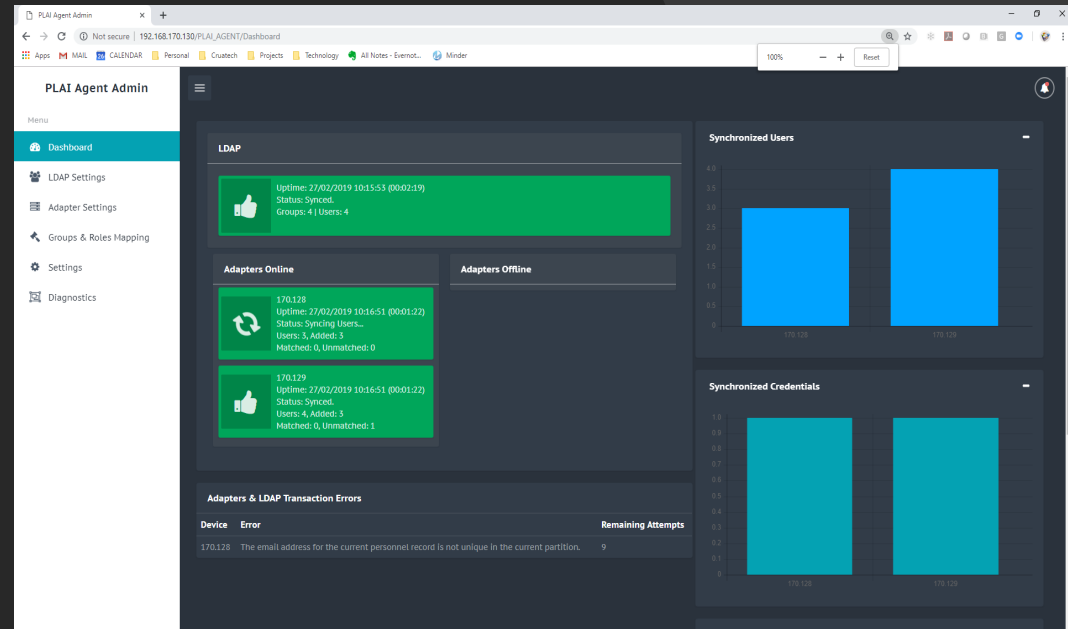 PLAI Agent Admin
Not secure | 192.168.170.130/PLAI_AGENT/Dashboard
Apps MAIL 26 CALENDAR Personal Cruatech Projects Technology All Notes - Evernot... Minder
100% − + Reset
PLAI Agent Admin
Menu
Dashboard
LDAP Settings
Adapter Settings
Groups & Roles Mapping
Settings
Diagnostics
LDAP
Uptime: 27/02/2019 10:15:53 (00:02:19)
Status: Synced.
Groups: 4 | Users: 4
Adapters Online
170.128
Uptime: 27/02/2019 10:16:51 (00:01:22)
Status: Syncing Users...
Users: 3, Added: 3
Matched: 0, Unmatched: 0
170.129
Uptime: 27/02/2019 10:16:51 (00:01:22)
Status: Synced.
Users: 4, Added: 3
Matched: 0, Unmatched: 1
Adapters Offline
Adapters & LDAP Transaction Errors
Device Error Remaining Attempts
170.128 The email address for the current personnel record is not unique in the current partition. 9
Synchronized Users
4.0
3.5
3.0
2.5
2.0
1.5
1.0
0.5
0
170.128 170.129
Synchronized Credentials
1.0
0.9
0.8
0.7
0.6
0.5
0.4
0.3
0.2
0.1
0
170.128 170.129